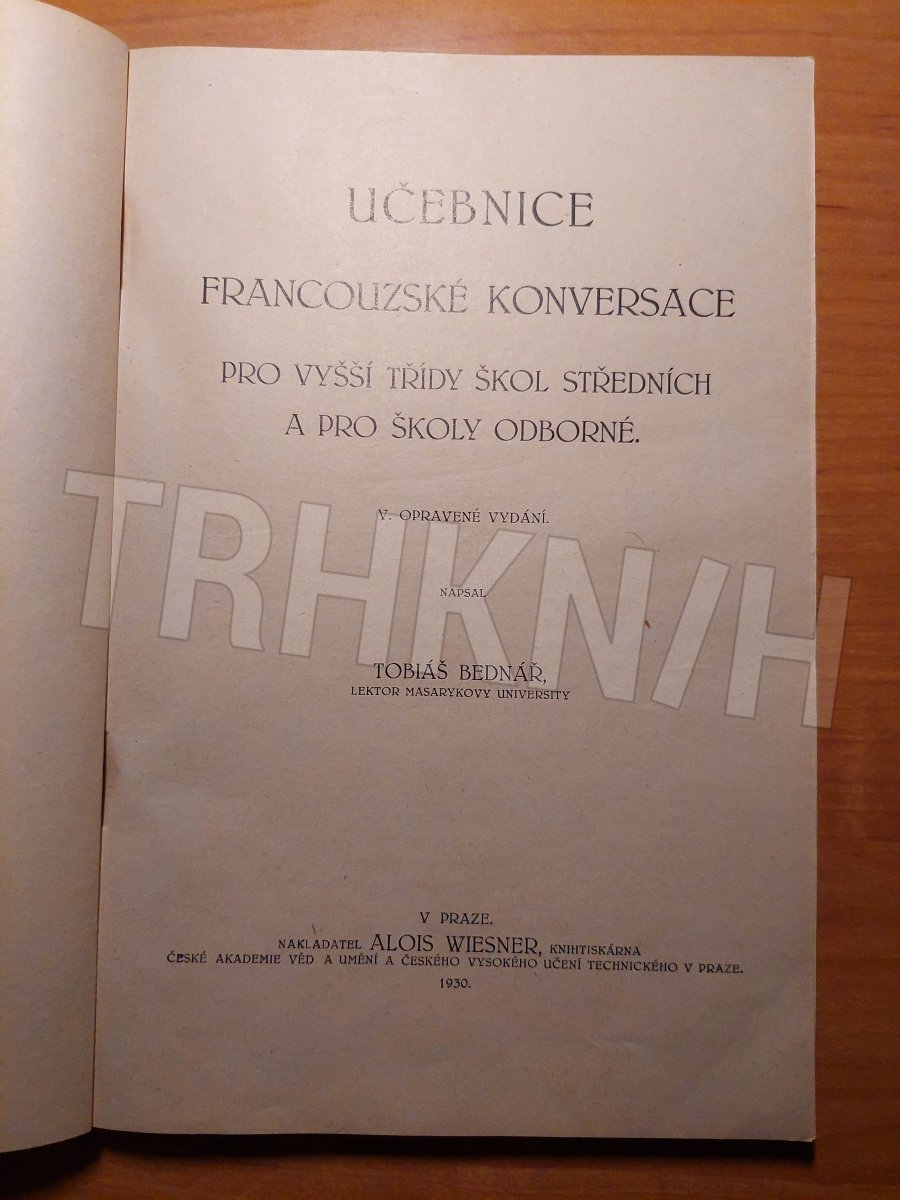 UČEBNICE
FRANCOUZSKÉ KONVERSACE
PRO VYŠŠÍ TŘÍDY ŠKOL STŘEDNÍCH
A PRO ŠKOLY ODBORNÉ.
V. OPRAVENÉ VYDÁNÍ.
NAPSAL
TRHKN/H
TOBIÁŠ BEDNÁŘ,
LEKTOR MASARYKOVY UNIVERSITY
V PRAZE.
NAKLADATEL ALOIS WIESNER, KNIHTISKÁRNA
ČESKÉ AKADEMIE VĚD A UMĚNÍ A ČESKÉHO VYSOKÉHO UČENÍ TECHNICKÉHO V PRAZE.
1930.